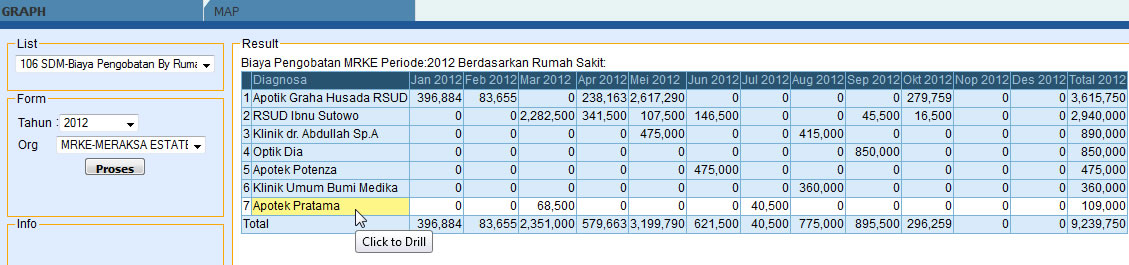 GRAPH MAP
List
106 SDM-Biaya Pengobatan By Ruma
Form
Tahun : 2012
Org MRKE-MERAKSA ESTATE
Proses
Info
Result
Biaya Pengobatan MRKE Periode:2012 Berdasarkan Rumah Sakit:
Diagnosa Jan 2012 Feb 2012 Mar 2012 Apr 2012 Mei 2012 Jun 2012 Jul 2012 Aug 2012 Sep 2012 Okt 2012 Nop 2012 Des 2012 Total 2012
1 Apotik Graha Husada RSUD 396,884 83,655 0 238,163 2,617,290 0 0 0 0 279,759 0 0 3,615,750
2 RSUD Ibnu Sutowo 0 0 2,282,500 341,500 107,500 146,500 0 0 45,500 16,500 0 0 2,940,000
3 Klinik dr. Abdullah Sp.A 0 0 0 0 475,000 0 0 415,000 0 0 0 0 890,000
4 Optik Dia 0 0 0 0 0 0 0 0 850,000 0 0 0 850,000
5 Apotek Potenza 0 0 0 0 0 475,000 0 0 0 0 0 0 475,000
6 Klinik Umum Bumi Medika 0 0 0 0 0 0 0 360,000 0 0 0 0 360,000
7 Apotek Pratama 0 0 68,500 0 0 0 40,500 0 0 0 0 0 109,000
Total 396,884 83,655 2,351,000 579,663 3,199,790 621,500 40,500 775,000 895,500 296,259 0 0 9,239,750
Click to Drill